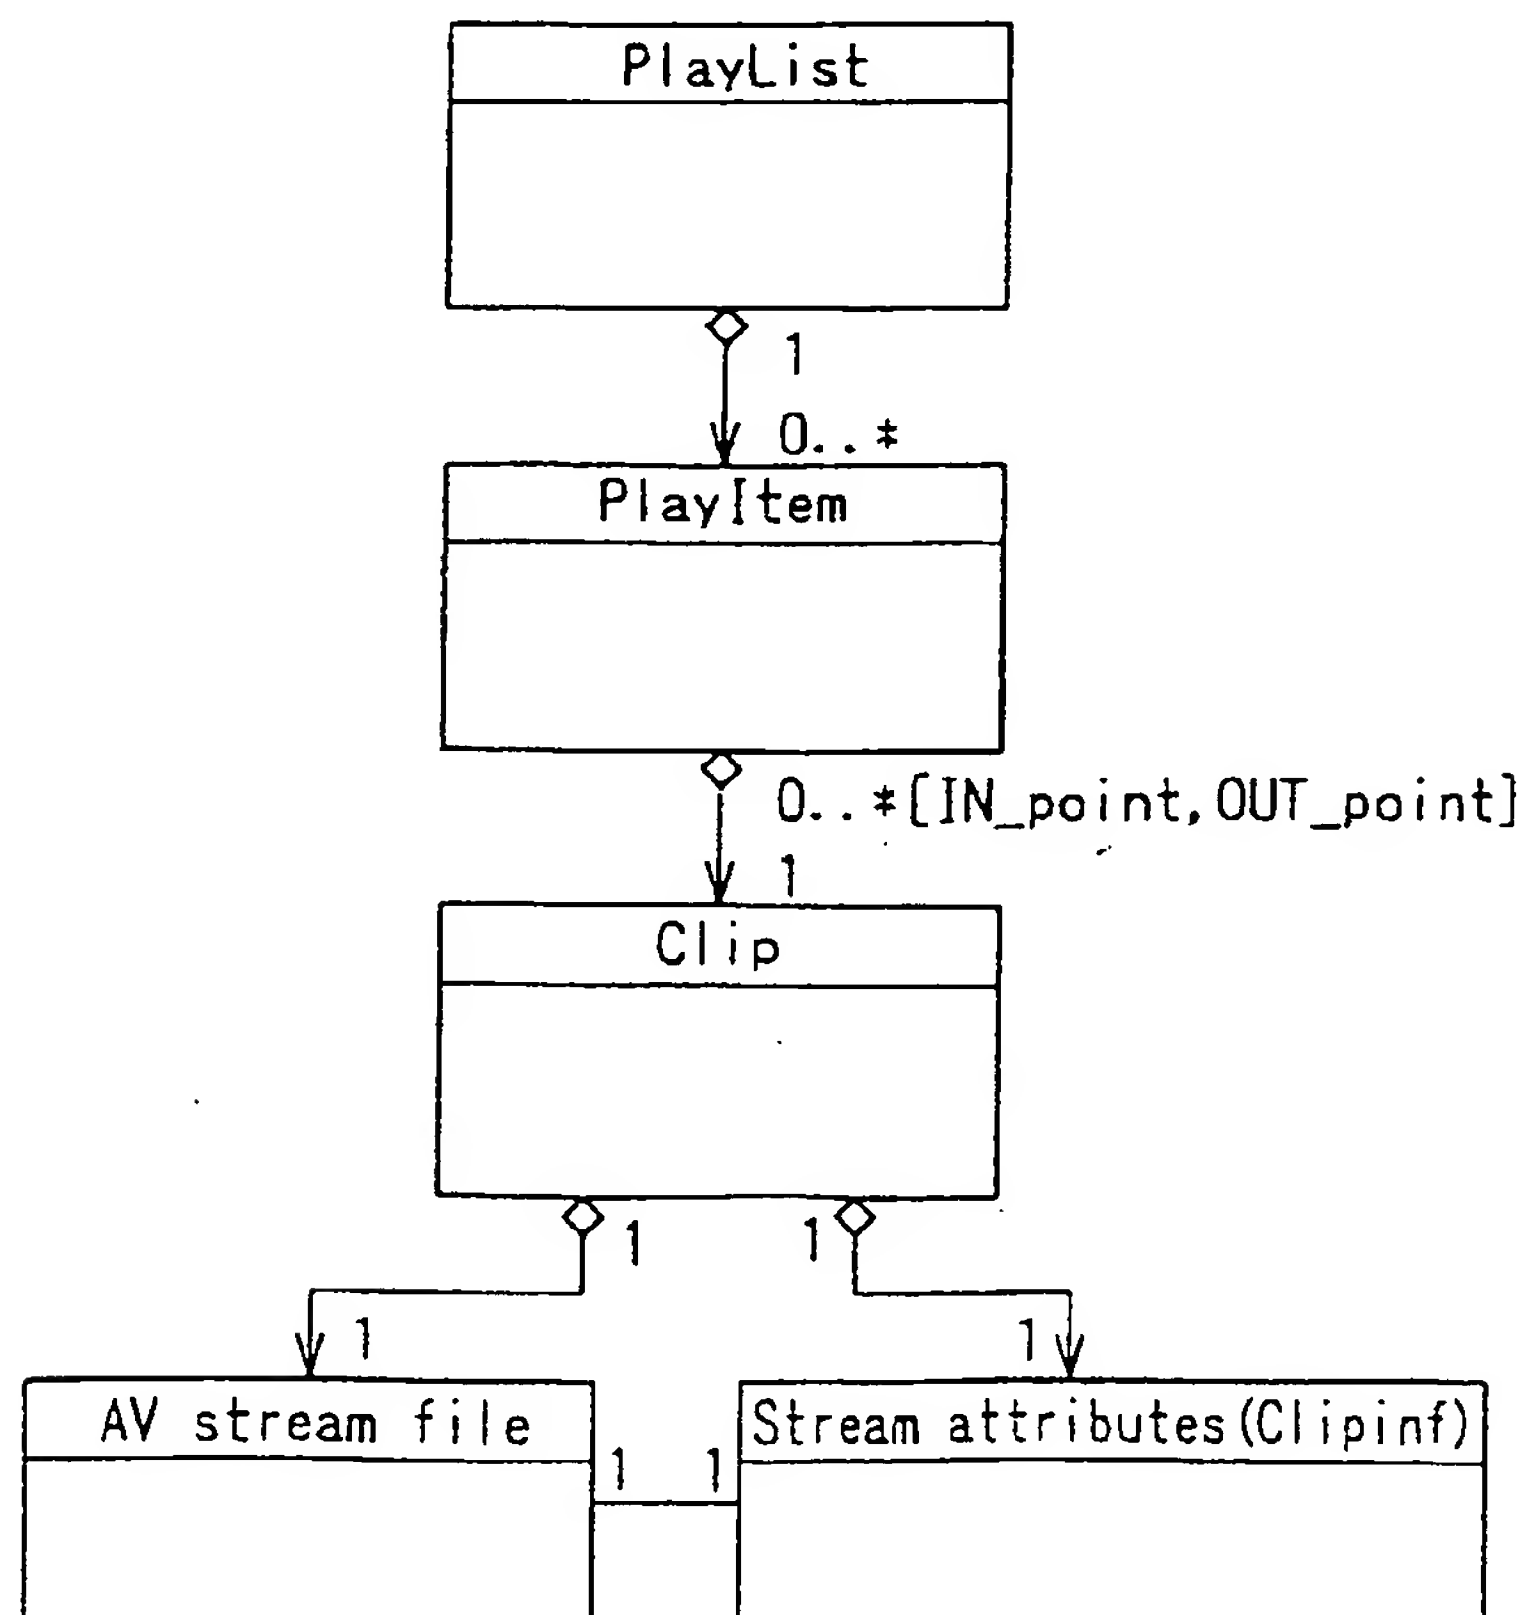 PlayList
1
0..*
PlayItem
0..*[IN_point,OUT_point]
1
Clip
1 1
1 1
AV stream file Stream attributes(Clipinf)
1 1